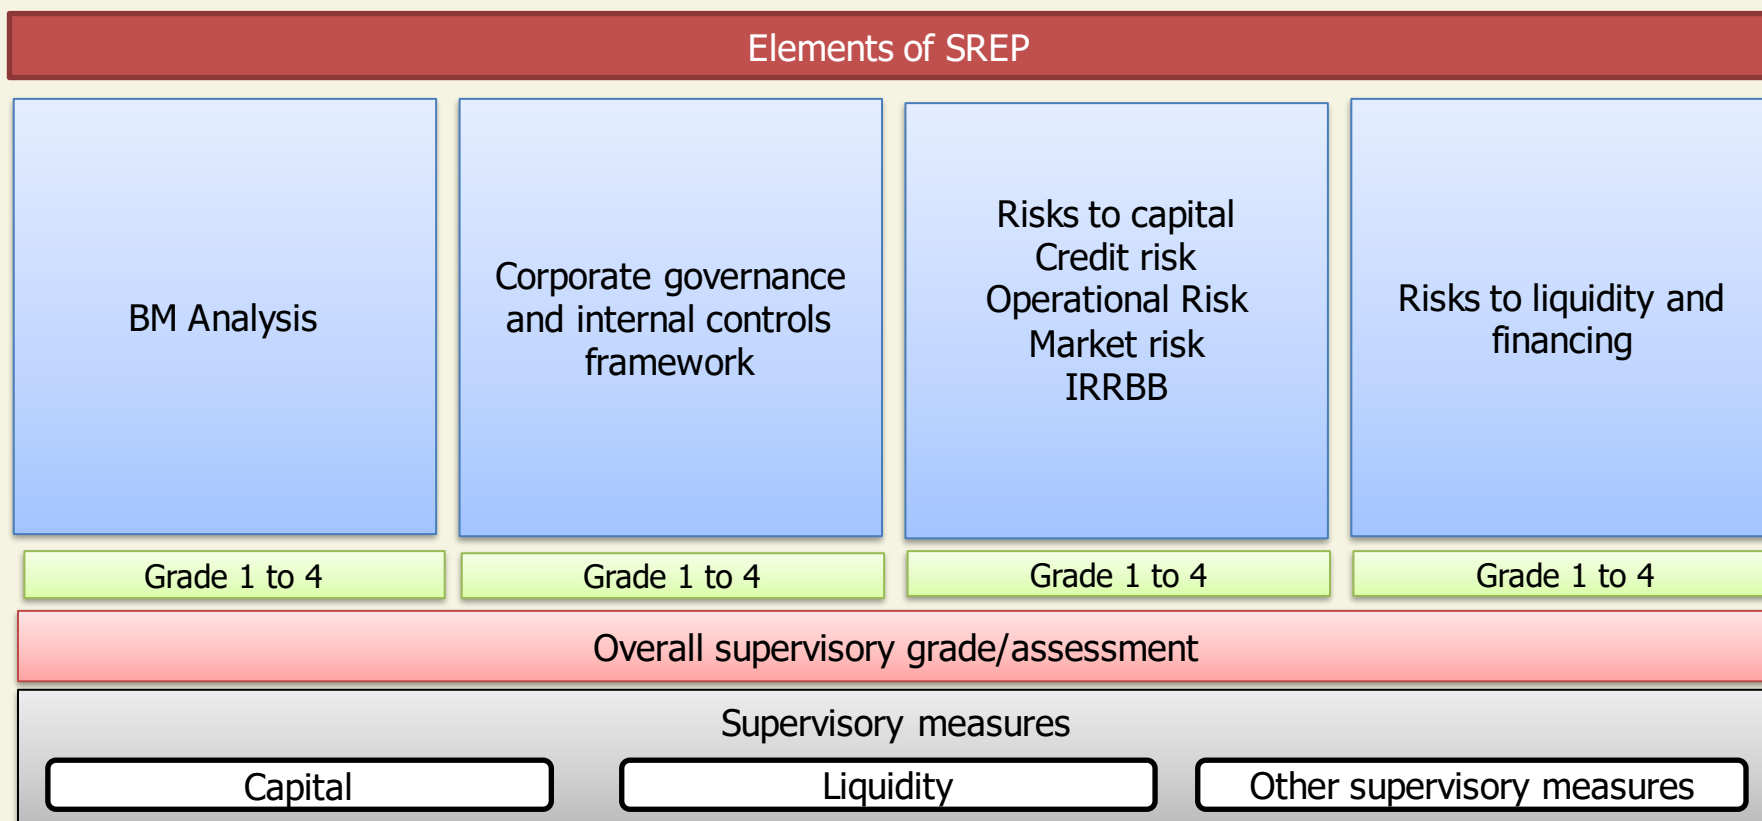 Elements of SREP
BM Analysis
Corporate governance
and internal controls
framework
Risks to capital
Credit risk
Operational Risk
Market risk
IRRBB
Risks to liquidity and
financing
Grade 1 to 4
Grade 1 to 4
Grade 1 to 4
Grade 1 to 4
Overall supervisory grade/assessment
Supervisory measures
Capital
Liquidity
Other supervisory measures